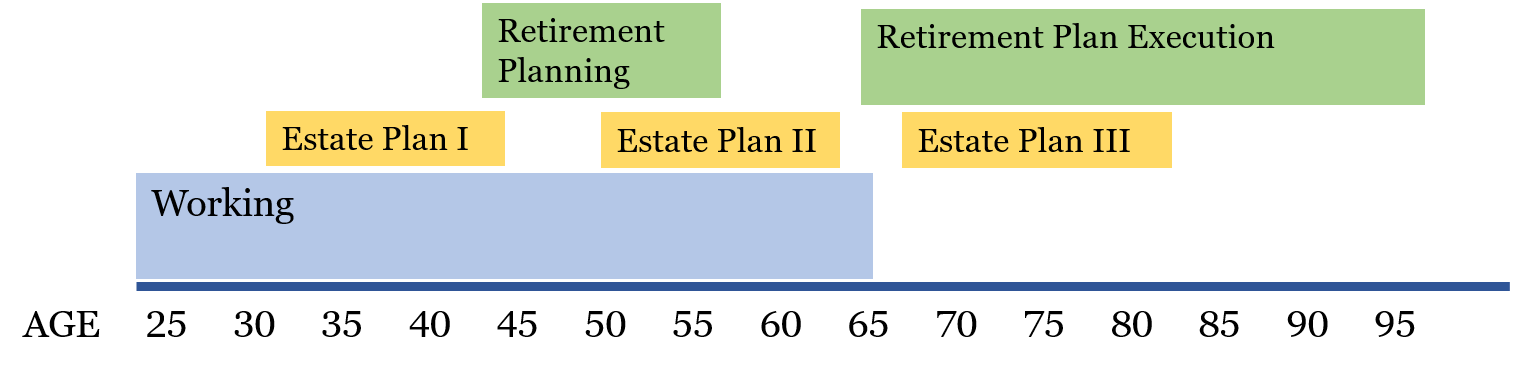 Retirement
Planning
Retirement Plan Execution
Estate Plan I
Estate Plan II
Estate Plan III
Working
AGE 25 30 35 40 45 50 55 60 65 70 75 80 85 90 95